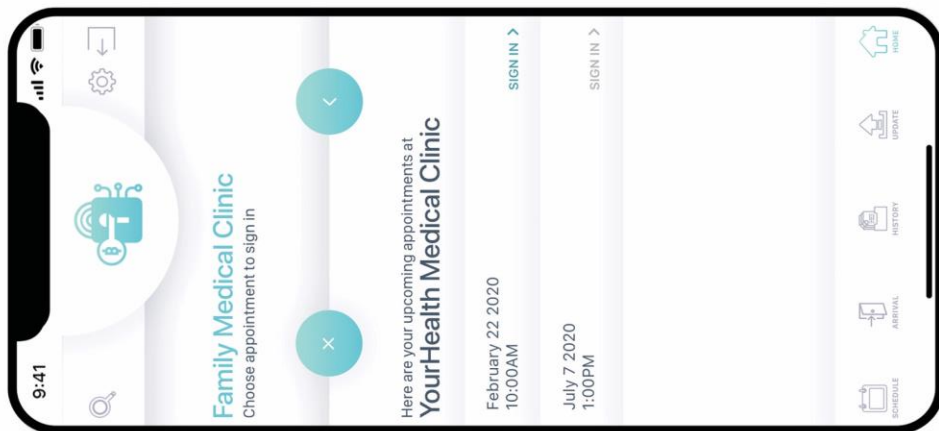 9:41
Family Medical Clinic
Choose appointment to sign in
Here are your upcoming appointments at
YourHealth Medical Clinic
February 22 2020
10:00AM
SIGN IN >
July 7 2020
1:00PM
SIGN IN >
SCHEDULE
ARRIVAL
HISTORY
UPDATE
HOME